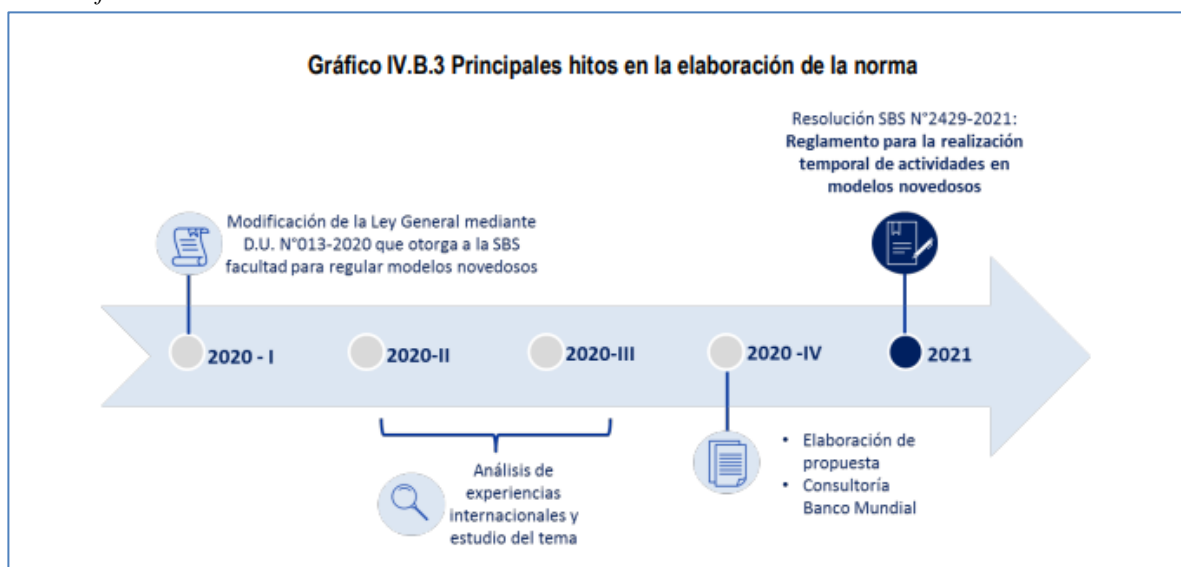 Gráfico IV.B.3 Principales hitos en la elaboración de la norma
Resolución SBS N°2429-2021:
Reglamento para la realización
temporal de actividades en
modelos novedosos
Modificación de la Ley General mediante
D.U. N°013-2020 que otorga a la SBS
facultad para regular modelos novedosos
2020 - I
2020-II
2020-III
2020 -IV
2021
Análisis de
experiencias
internacionales y
estudio del tema
• Elaboración de
propuesta
• Consultoría
Banco Mundial